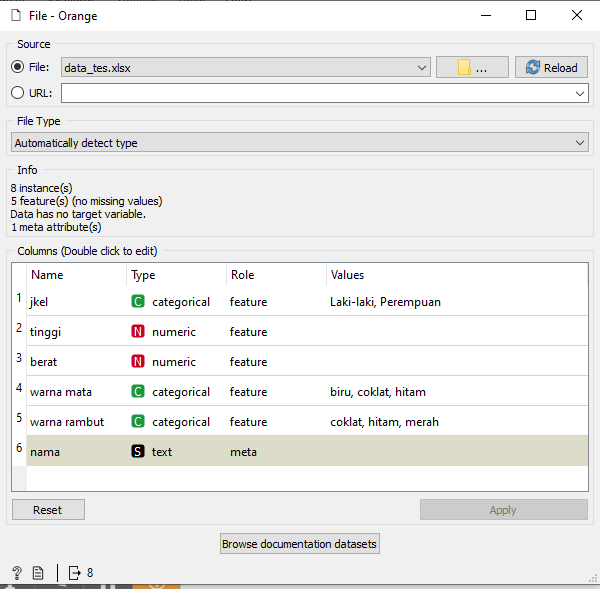 File - Orange
Source
File: data_tes.xlsx ... Reload
URL:
File Type
Automatically detect type
Info
8 instance(s)
5 feature(s) (no missing values)
Data has no target variable.
1 meta attribute(s)
Columns (Double click to edit)
Name Type Role Values
1 jkel C categorical feature Laki-laki, Perempuan
2 tinggi N numeric feature
3 berat N numeric feature
4 warna mata C categorical feature biru, coklat, hitam
5 warna rambut C categorical feature coklat, hitam, merah
6 nama S text meta
Reset Apply
Browse documentation datasets
? 8